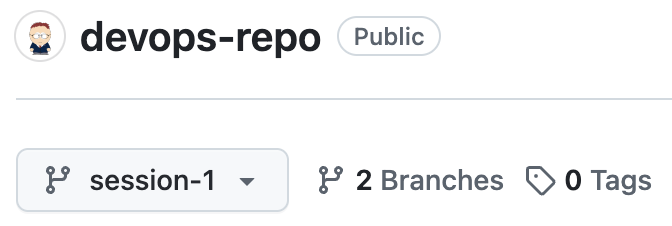 devops-repo Public
session-1 2 Branches 0 Tags